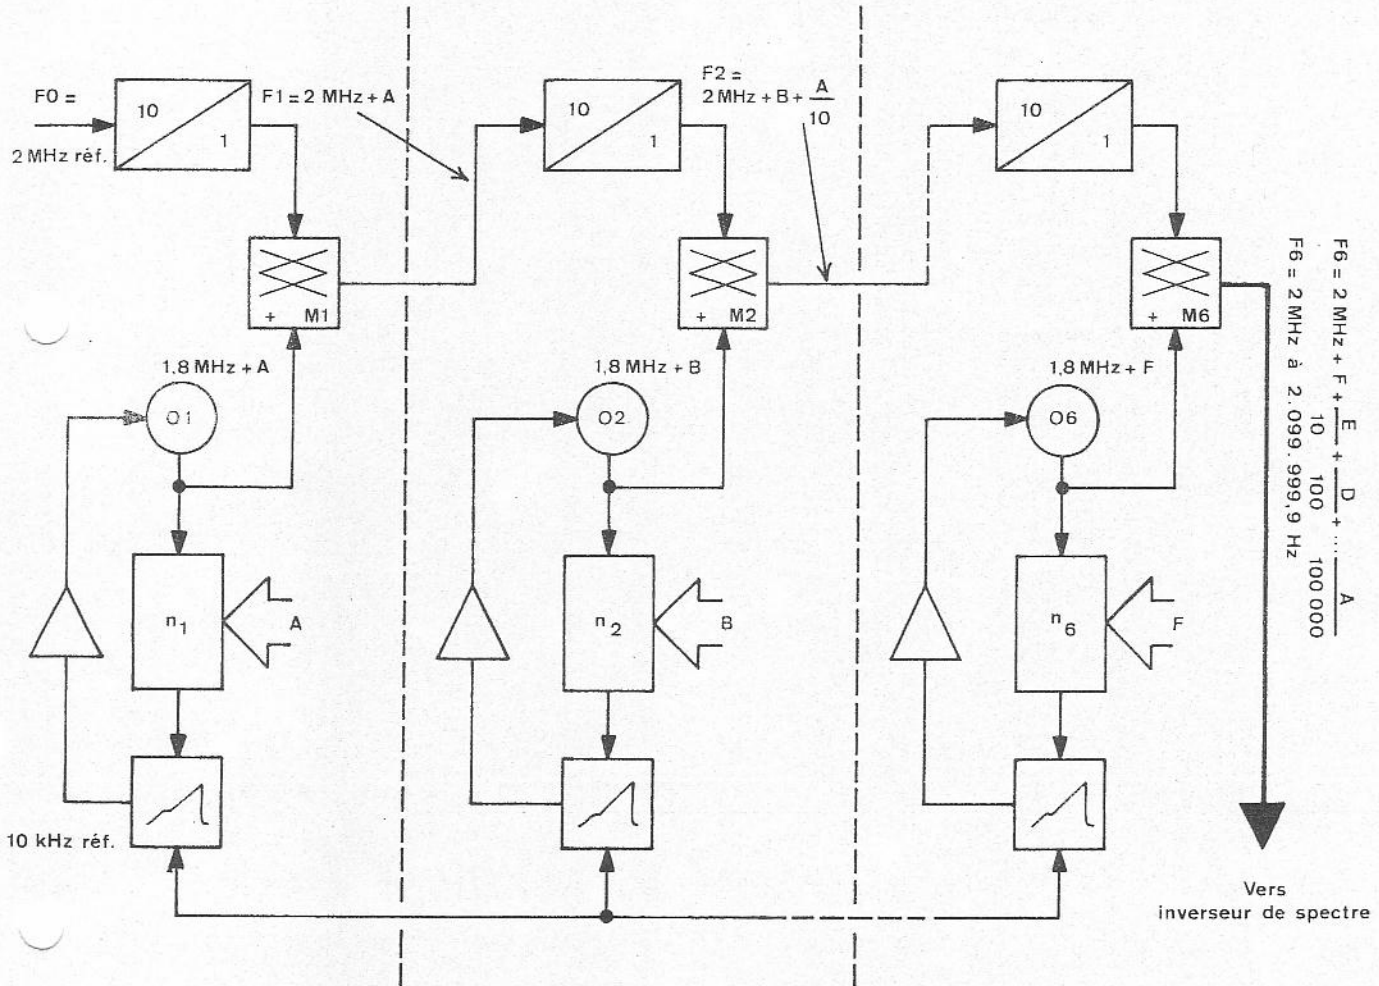 FO =
2 MHz réf.
10
1
F1 = 2 MHz + A
10
1
F2 =
2 MHz + B + A
10
10
1
+ M1
+ M2
+ M6
1,8 MHz + A
O1
1,8 MHz + B
O2
1,8 MHz + F
O6
n1
A
n2
B
n6
F
10 kHz réf.
F6 = 2 MHz + F + E/10 + D/100 + ... A/100 000
F6 = 2 MHz à 2.099.999,9 Hz
Vers
inverseur de spectre